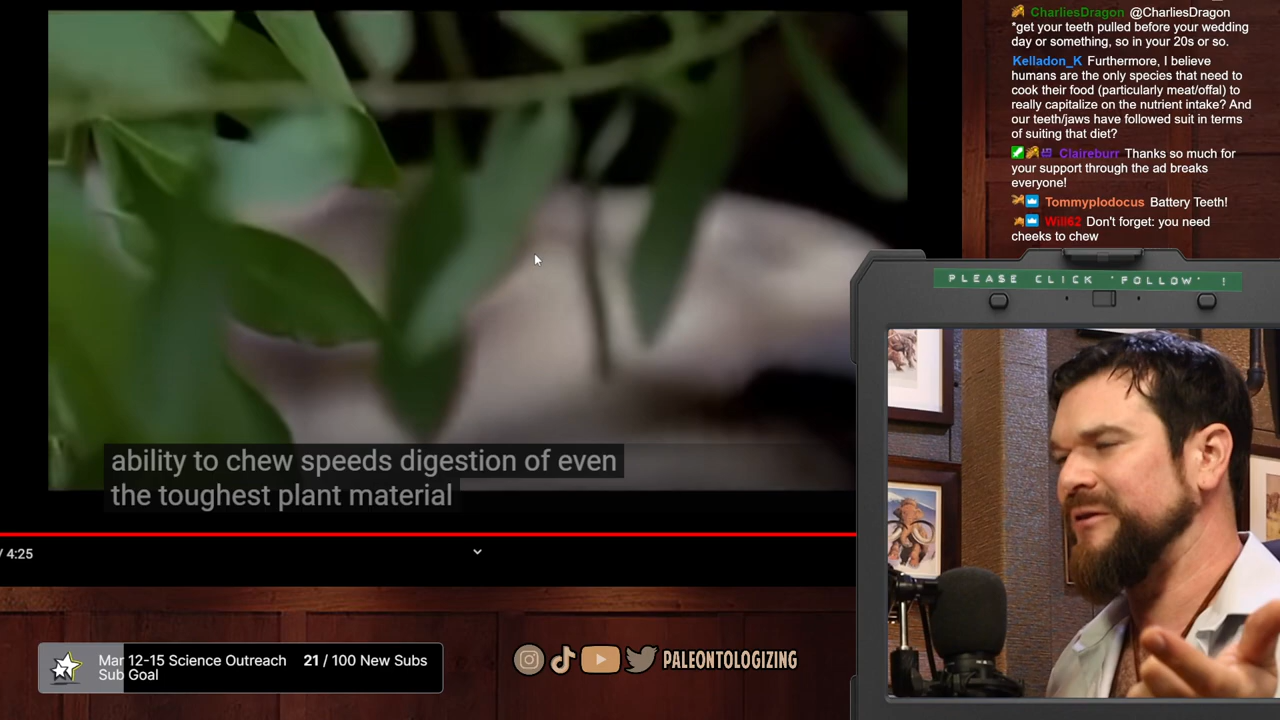 CharliesDragon @CharliesDragon
*get your teeth pulled before your wedding
day or something, so in your 20s or so.
Kelladon_K Furthermore, I believe
humans are the only species that need to
cook their food (particularly meat/offal) to
really capitalize on the nutrient intake? And
our teeth/jaws have followed suit in terms
of suiting that diet?
Claireburr Thanks so much for
your support through the ad breaks
everyone!
Tommyplodocus Battery Teeth!
Will62 Don't forget: you need
cheeks to chew
PLEASE CLICK 'FOLLOW' !
ability to chew speeds digestion of even
the toughest plant material
/ 4:25
Mar 12-15 Science Outreach 21 / 100 New Subs
Sub Goal
PALEONTOLOGIZING